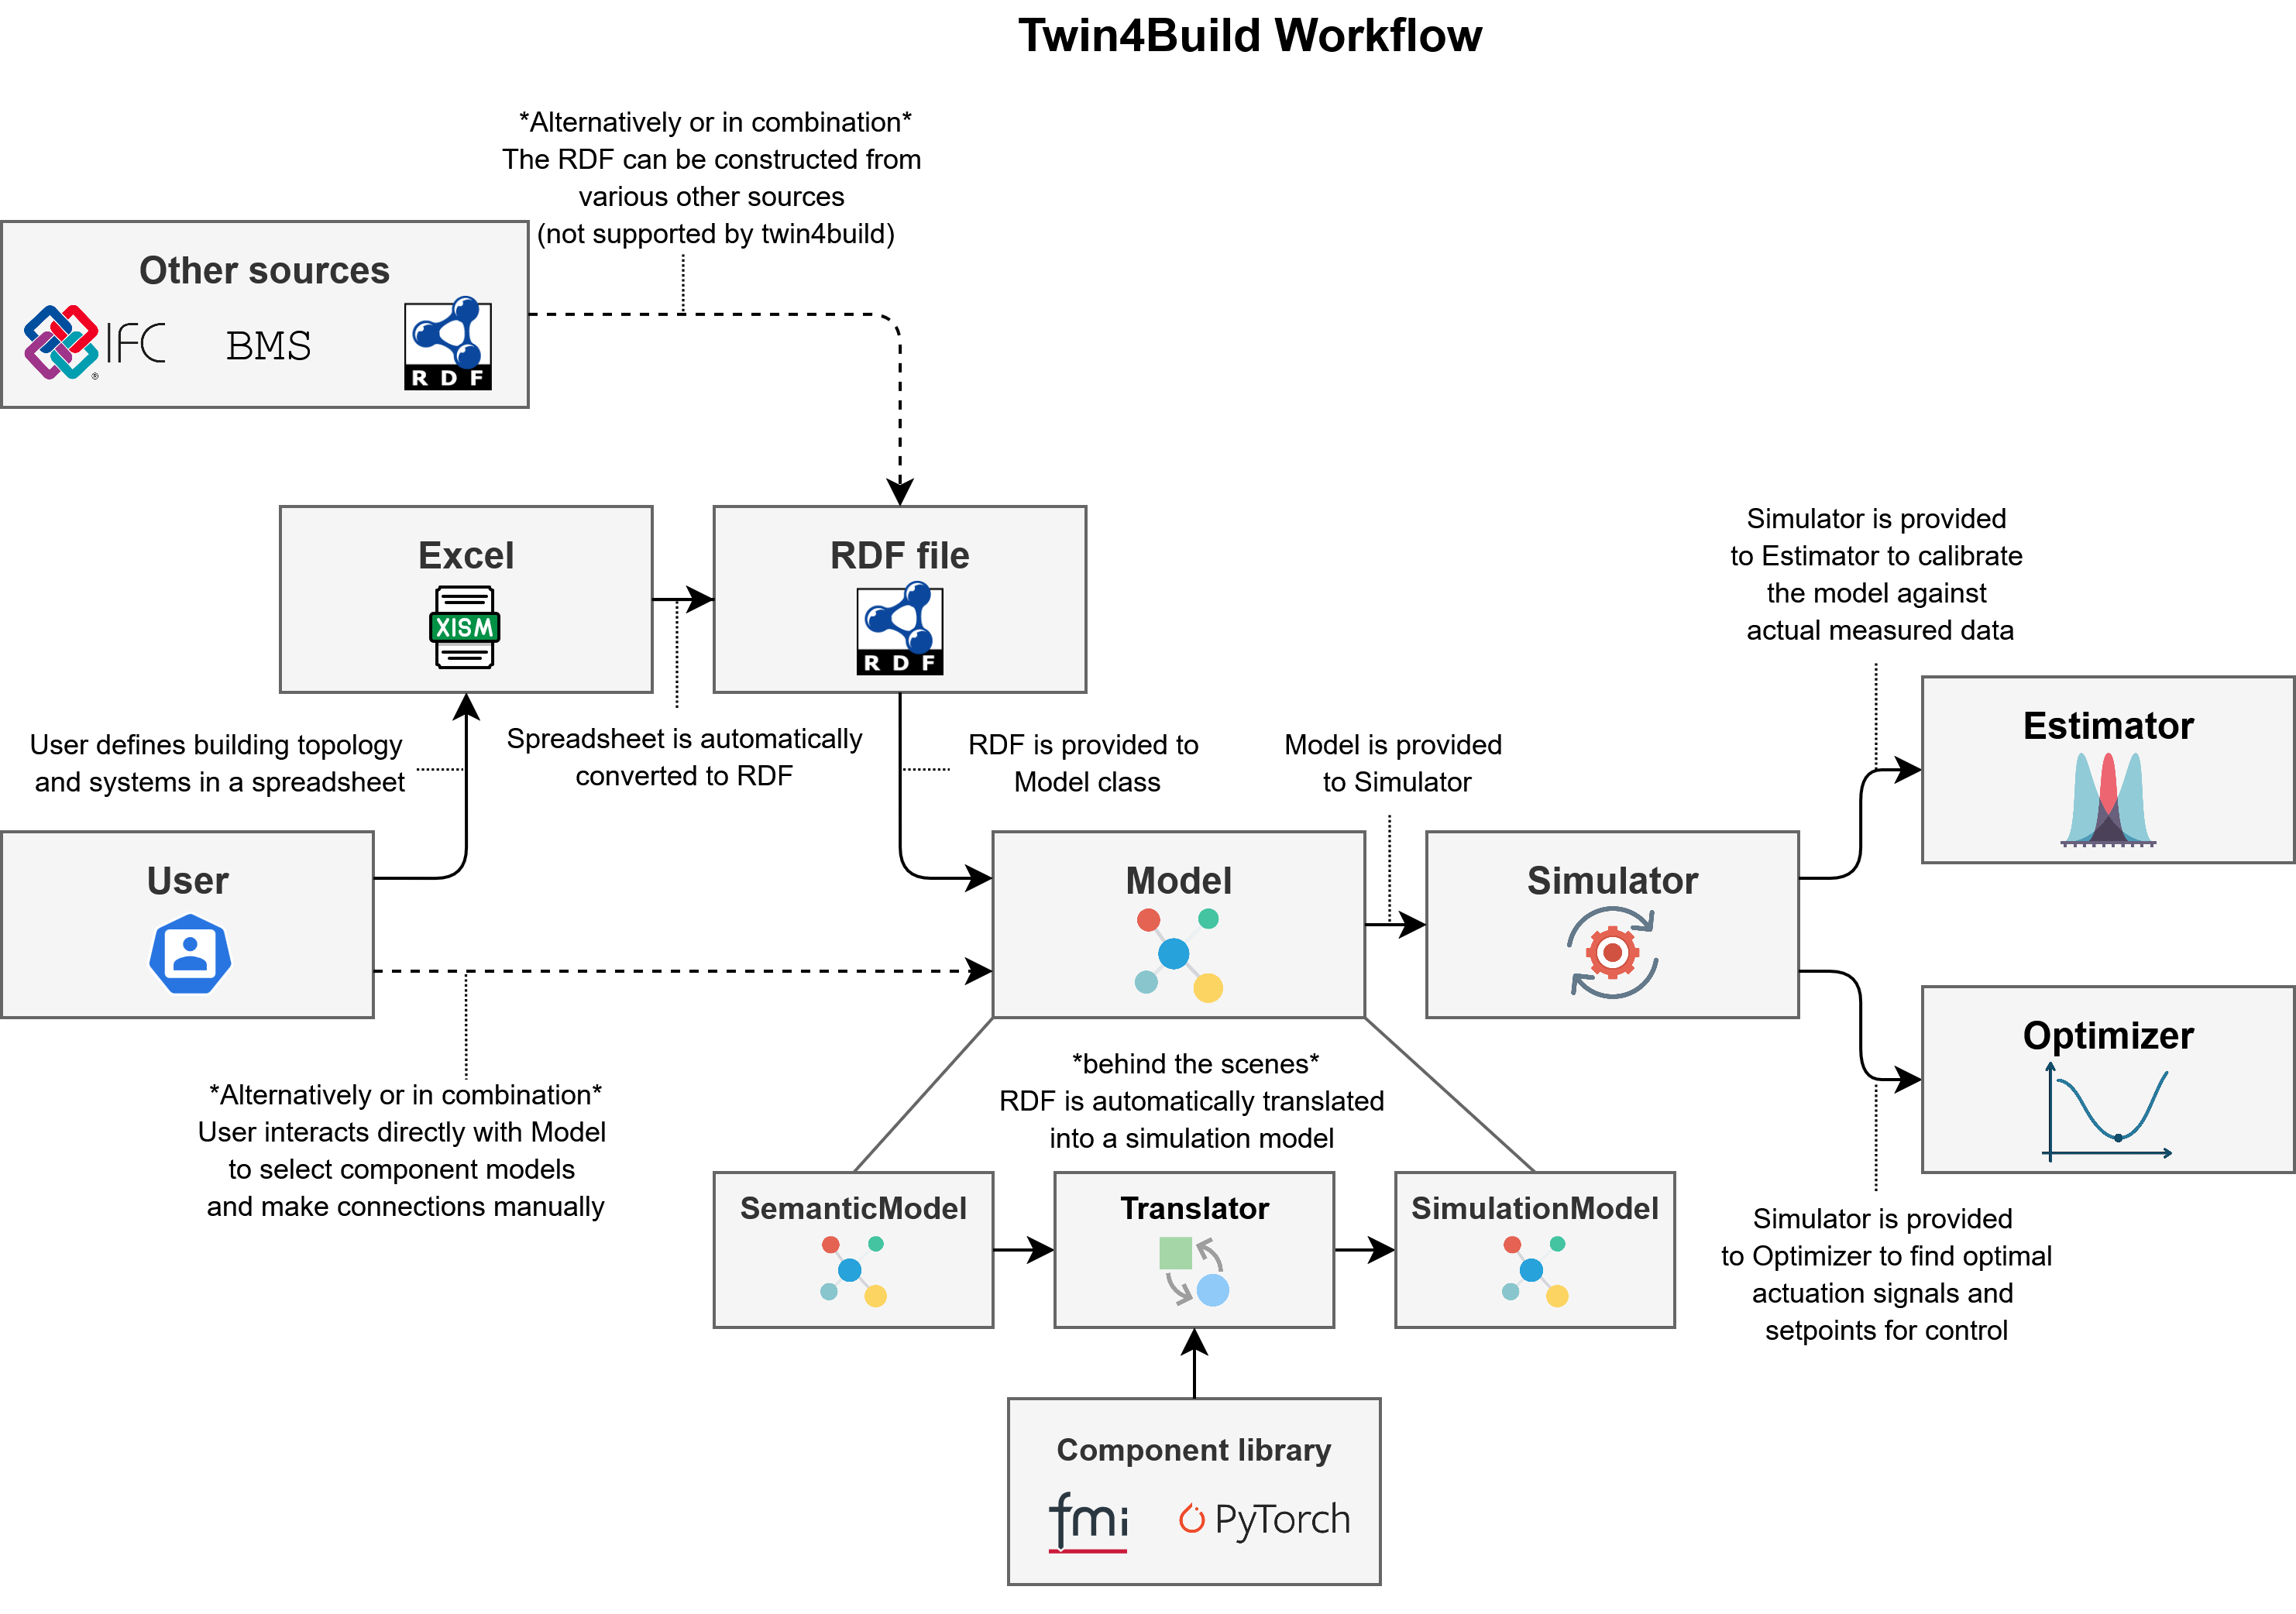 Twin4Build Workflow
*Alternatively or in combination*
The RDF can be constructed from
various other sources
(not supported by twin4build)
Other sources
IFC
®
BMS
RDF
Excel
XISM
RDF file
RDF
User defines building topology
and systems in a spreadsheet
Spreadsheet is automatically
converted to RDF
RDF is provided to
Model class
Model is provided
to Simulator
Simulator is provided
to Estimator to calibrate
the model against
actual measured data
Estimator
User
Model
Simulator
Optimizer
*Alternatively or in combination*
User interacts directly with Model
to select component models
and make connections manually
*behind the scenes*
RDF is automatically translated
into a simulation model
SemanticModel
Translator
SimulationModel
Simulator is provided
to Optimizer to find optimal
actuation signals and
setpoints for control
Component library
fmi
PyTorch